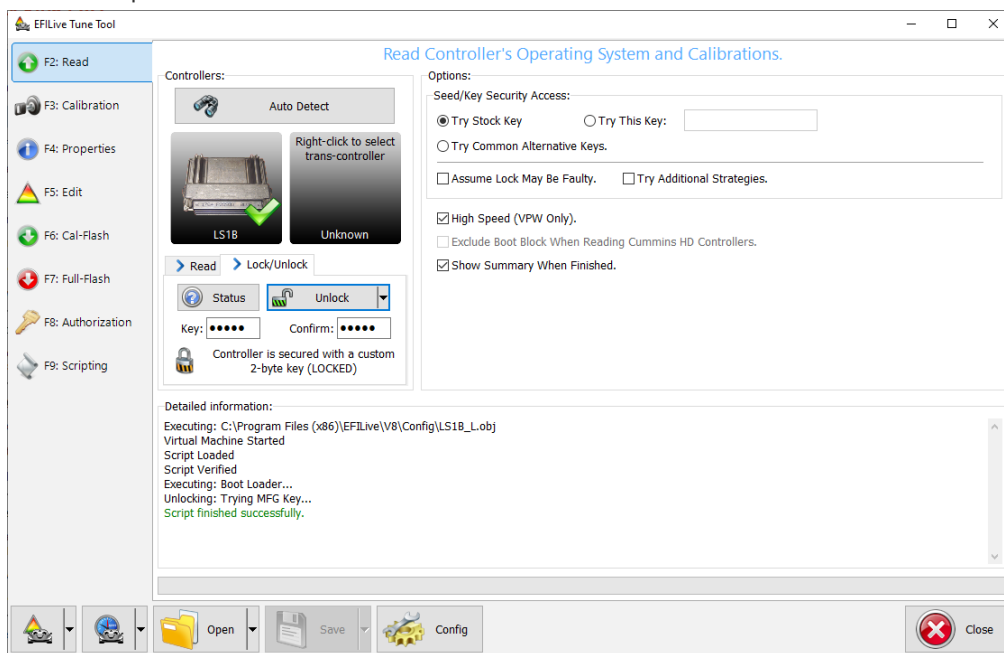 EFILive Tune Tool
F2: Read
F3: Calibration
F4: Properties
F5: Edit
F6: Cal-Flash
F7: Full-Flash
F8: Authorization
F9: Scripting
Read Controller's Operating System and Calibrations.
Controllers:
Auto Detect
LS1B
Right-click to select
trans-controller
Unknown
Read
Lock/Unlock
Status
Unlock
Key: ●●●●●
Confirm: ●●●●●
Controller is secured with a custom
2-byte key (LOCKED)
Options:
Seed/Key Security Access:
Try Stock Key
Try This Key:
Try Common Alternative Keys.
Assume Lock May Be Faulty.
Try Additional Strategies.
High Speed (VPW Only).
Exclude Boot Block When Reading Cummins HD Controllers.
Show Summary When Finished.
Detailed information:
Executing: C:\Program Files (x86)\EFILive\V8\Config\LS1B_L.obj
Virtual Machine Started
Script Loaded
Script Verified
Executing: Boot Loader...
Unlocking: Trying MFG Key...
Script finished successfully.
Open
Save
Config
Close